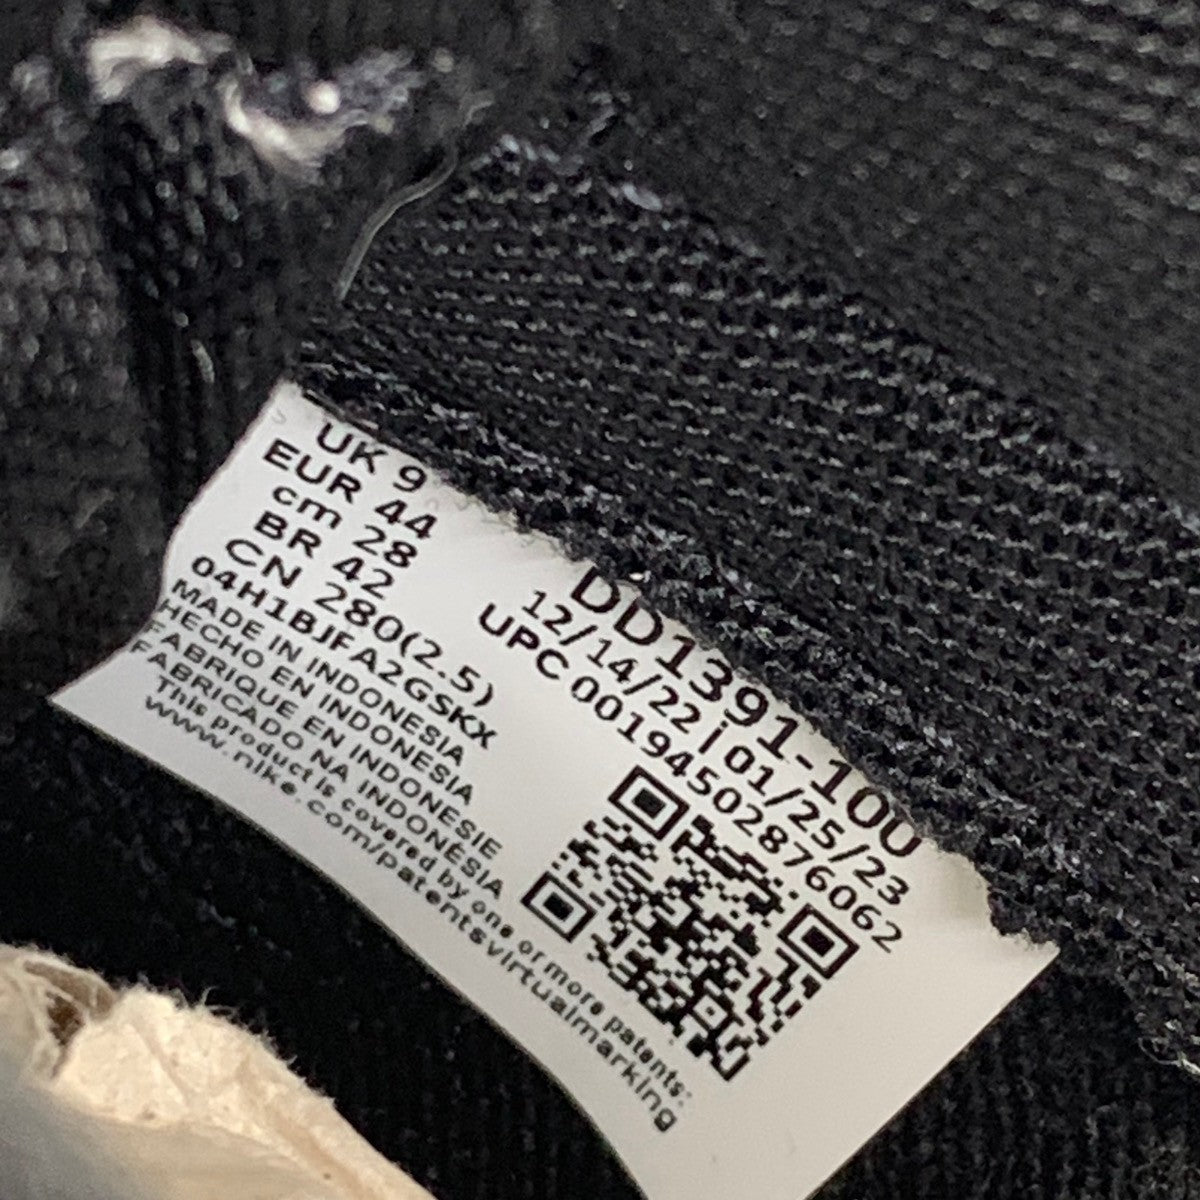 UK 9
EUR 44
cm 28
BR 42
CN 280(2.5)
04H1BJFA2GSKX
MADE IN INDONESIA
HECHO EN INDONESIA
FABRIQUE EN INDONESIE
FABRICADO NA INDONÉSIA
This product is covered by one or more patents:
www.nike.com/patentsvirtualmarking
DD1391-100
12/14/22 i 01/25/23
UPC 00194502876062